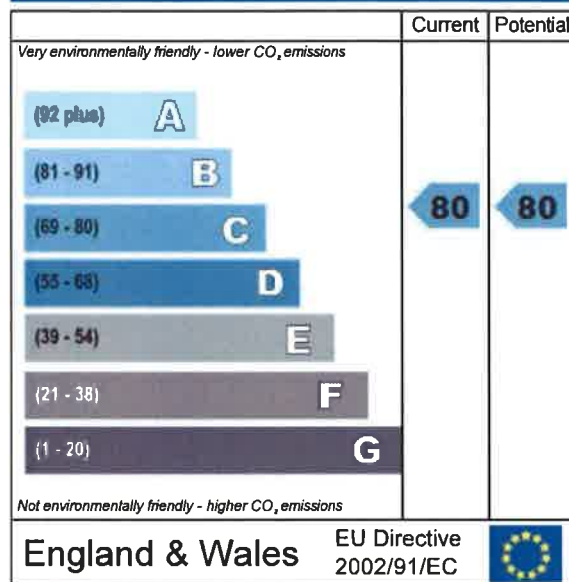 Current Potential
Very environmentally friendly - lower CO₂ emissions
(92 plus) A
(81 - 91) B
(69 - 80) C
80 80
(55 - 68) D
(39 - 54) E
(21 - 38) F
(1 - 20) G
Not environmentally friendly - higher CO₂ emissions
England & Wales
EU Directive
2002/91/EC